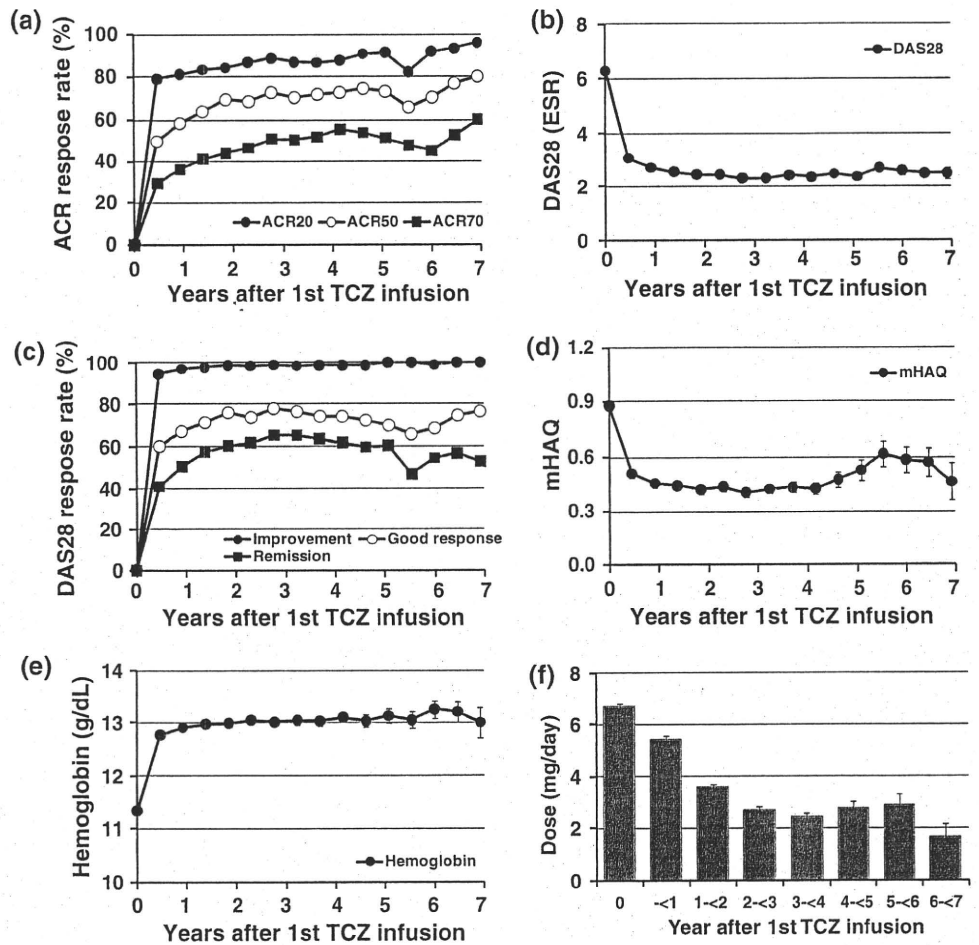 (a)
ACR respose rate (%)
100
80
60
40
20
0
ACR20 ACR50 ACR70
0 1 2 3 4 5 6 7
Years after 1st TCZ infusion
(b)
DAS28 (ESR)
8
6
4
2
0
DAS28
0 1 2 3 4 5 6 7
Years after 1st TCZ infusion
(c)
DAS28 response rate (%)
100
80
60
40
20
0
Improvement Good response
Remission
0 1 2 3 4 5 6 7
Years after 1st TCZ infusion
(d)
mHAQ
1.2
0.9
0.6
0.3
0.0
mHAQ
0 1 2 3 4 5 6 7
Years after 1st TCZ infusion
(e)
Hemoglobin (g/dL)
14
13
12
11
10
Hemoglobin
0 1 2 3 4 5 6 7
Years after 1st TCZ infusion
(f)
Dose (mg/day)
8
6
4
2
0
0 -<1 1-<2 2-<3 3-<4 4-<5 5-<6 6-<7
Year after 1st TCZ infusion